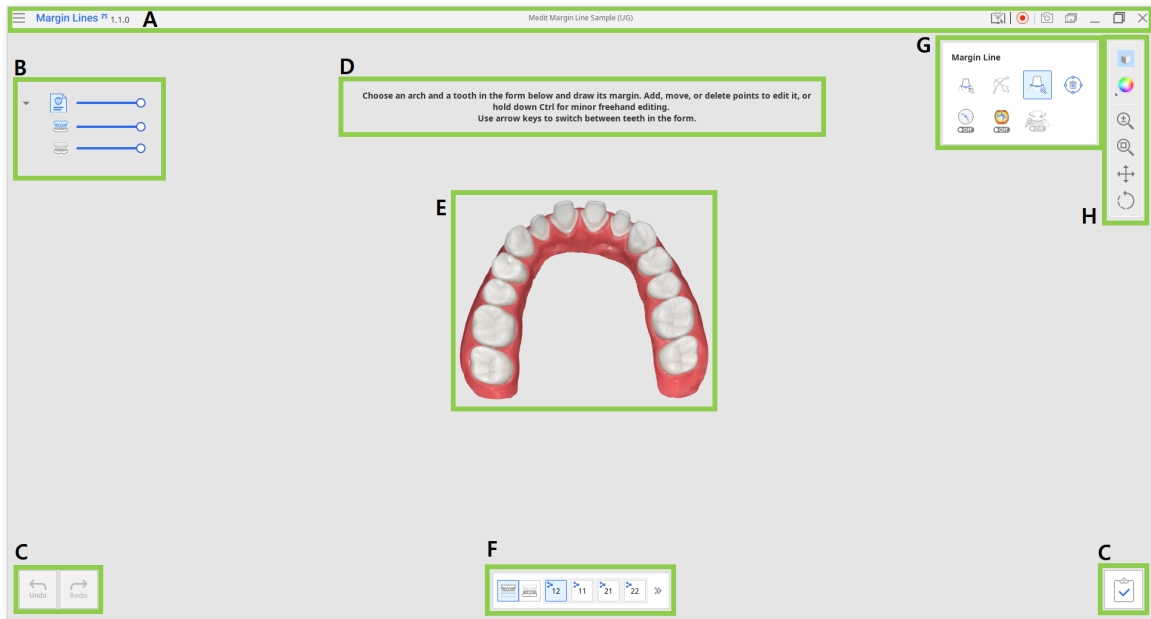 Margin Lines 1.1.0
A
Medit Margin Line Sample (UG)
B
D
G
Choose an arch and a tooth in the form below and draw its margin. Add, move, or delete points to edit it, or
hold down Ctrl for minor freehand editing.
Use arrow keys to switch between teeth in the form.
Margin Line
Off
Off
Off
E
H
C
Undo
Redo
F
12
11
21
22
C